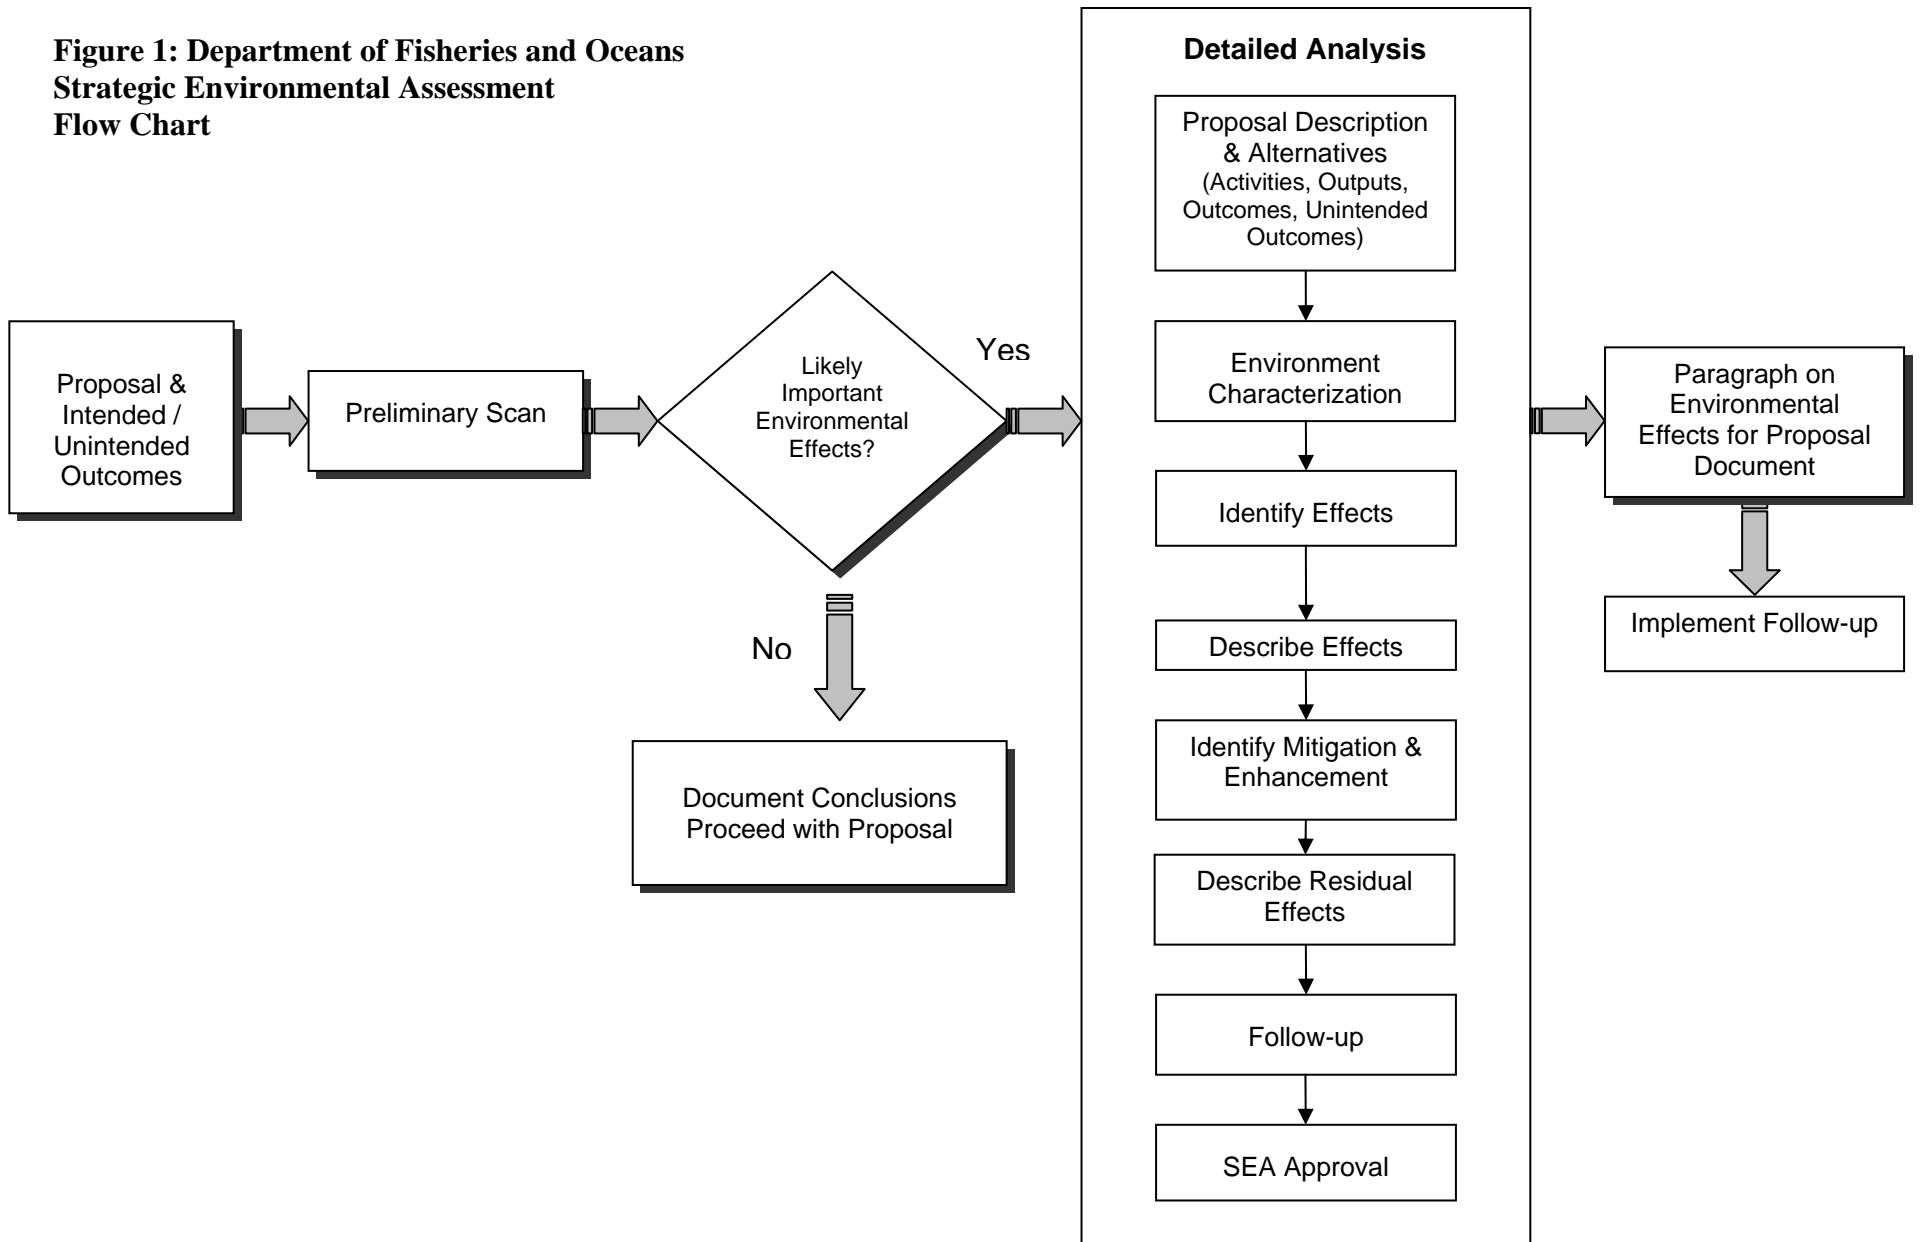 Figure 1: Department of Fisheries and Oceans
Strategic Environmental Assessment
Flow Chart
Proposal &
Intended /
Unintended
Outcomes
Preliminary Scan
Likely
Important
Environmental
Effects?
Yes
No
Document Conclusions
Proceed with Proposal
Detailed Analysis
Proposal Description
& Alternatives
(Activities, Outputs,
Outcomes, Unintended
Outcomes)
Environment
Characterization
Identify Effects
Describe Effects
Identify Mitigation &
Enhancement
Describe Residual
Effects
Follow-up
SEA Approval
Paragraph on
Environmental
Effects for Proposal
Document
Implement Follow-up